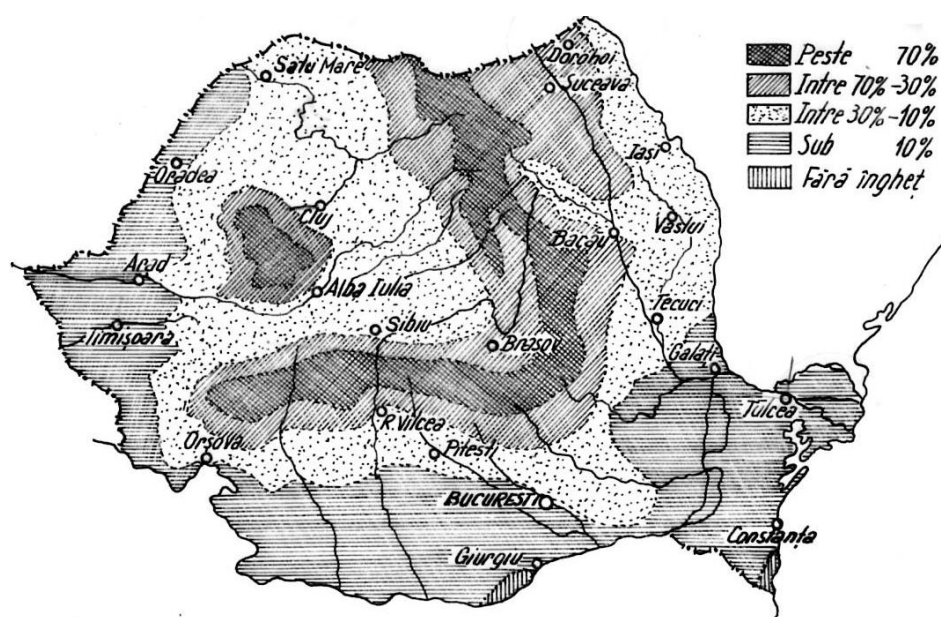 Peste 70%
Intre 70%-30%
Intre 30%-10%
Sub 10%
Fără îngheț
Satu Mare
Dorohoi
Suceava
Iași
Oradea
Cluj
Vaslui
Bacău
Arad
Alba Iulia
Tecuci
Timișoara
Sibiu
Brașov
Galați
Tulcea
R. Vîlcea
Orșova
Pitești
BUCUREȘTI
Constanța
Giurgiu